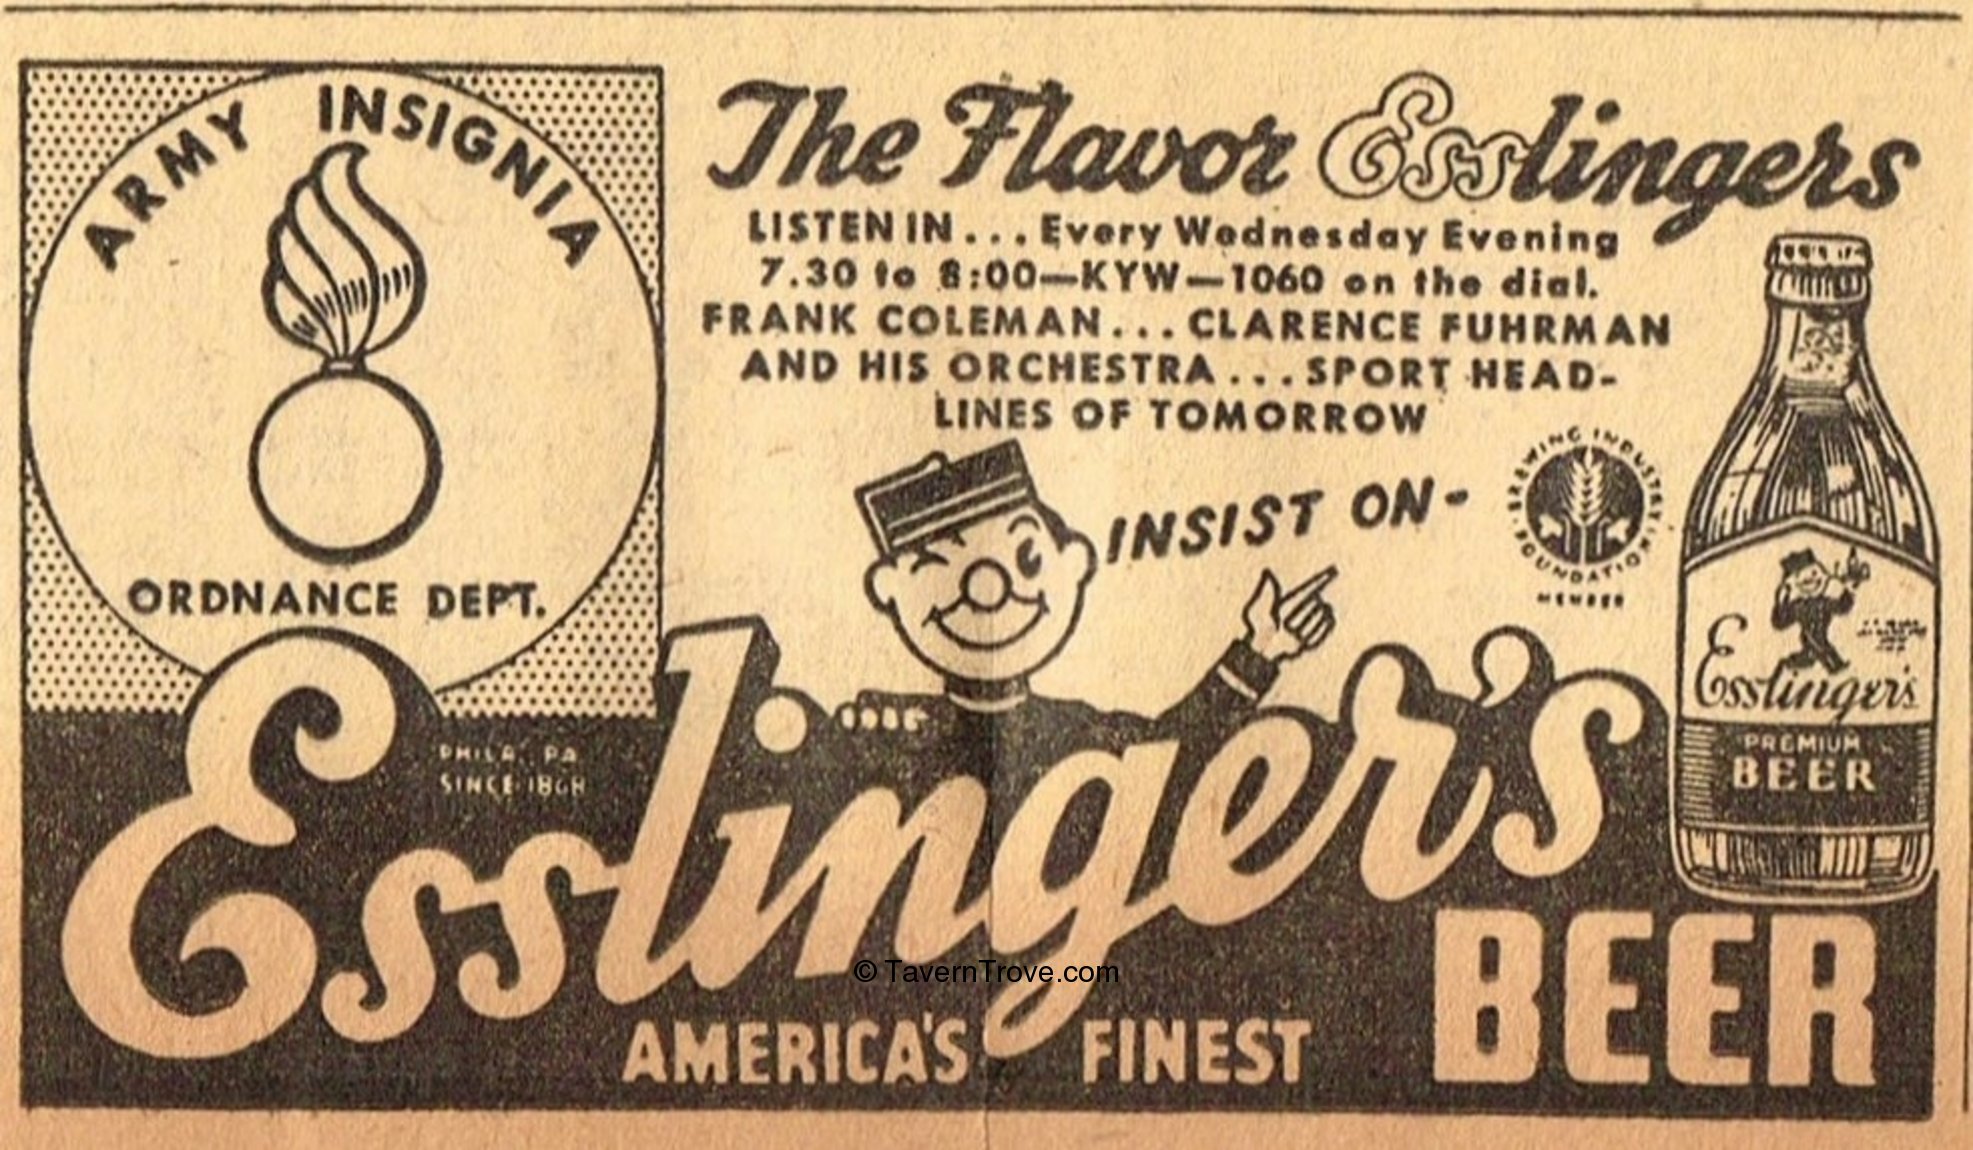 ARMY INSIGNIA
ORDNANCE DEPT.
The Flavor Esslingers
LISTEN IN... Every Wednesday Evening
7.30 to 8:00—KYW—1060 on the dial.
FRANK COLEMAN... CLARENCE FUHRMAN
AND HIS ORCHESTRA... SPORT HEAD-
LINES OF TOMORROW
INSIST ON-
BREWING INDUSTRY FOUNDATION
MEMBER
Esslinger's
PREMIUM
BEER
PHILA., PA
SINCE 1868
Esslinger's
BEER
AMERICA'S FINEST
© TavernTrove.com